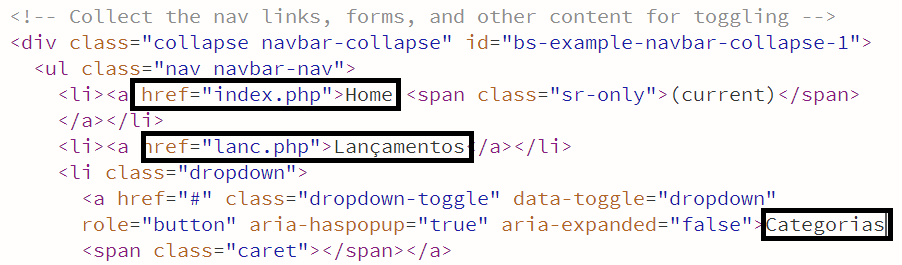 <!-- Collect the nav links, forms, and other content for toggling -->
<div class="collapse navbar-collapse" id="bs-example-navbar-collapse-1">
<ul class="nav navbar-nav">
<li><a href="index.php">Home <span class="sr-only">(current)</span>
</a></li>
<li><a href="lanc.php">Lançamentos</a></li>
<li class="dropdown">
<a href="#" class="dropdown-toggle" data-toggle="dropdown"
role="button" aria-haspopup="true" aria-expanded="false">Categorias
<span class="caret"></span></a>